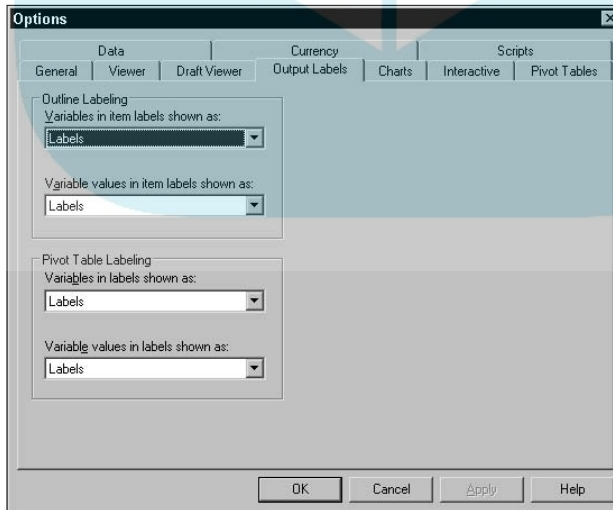 Options
Data Currency Scripts
General Viewer Draft Viewer Output Labels Charts Interactive Pivot Tables
Outline Labeling
Variables in item labels shown as:
Labels
Variable values in item labels shown as:
Labels
Pivot Table Labeling
Variables in labels shown as:
Labels
Variable values in labels shown as:
Labels
OK Cancel Apply Help